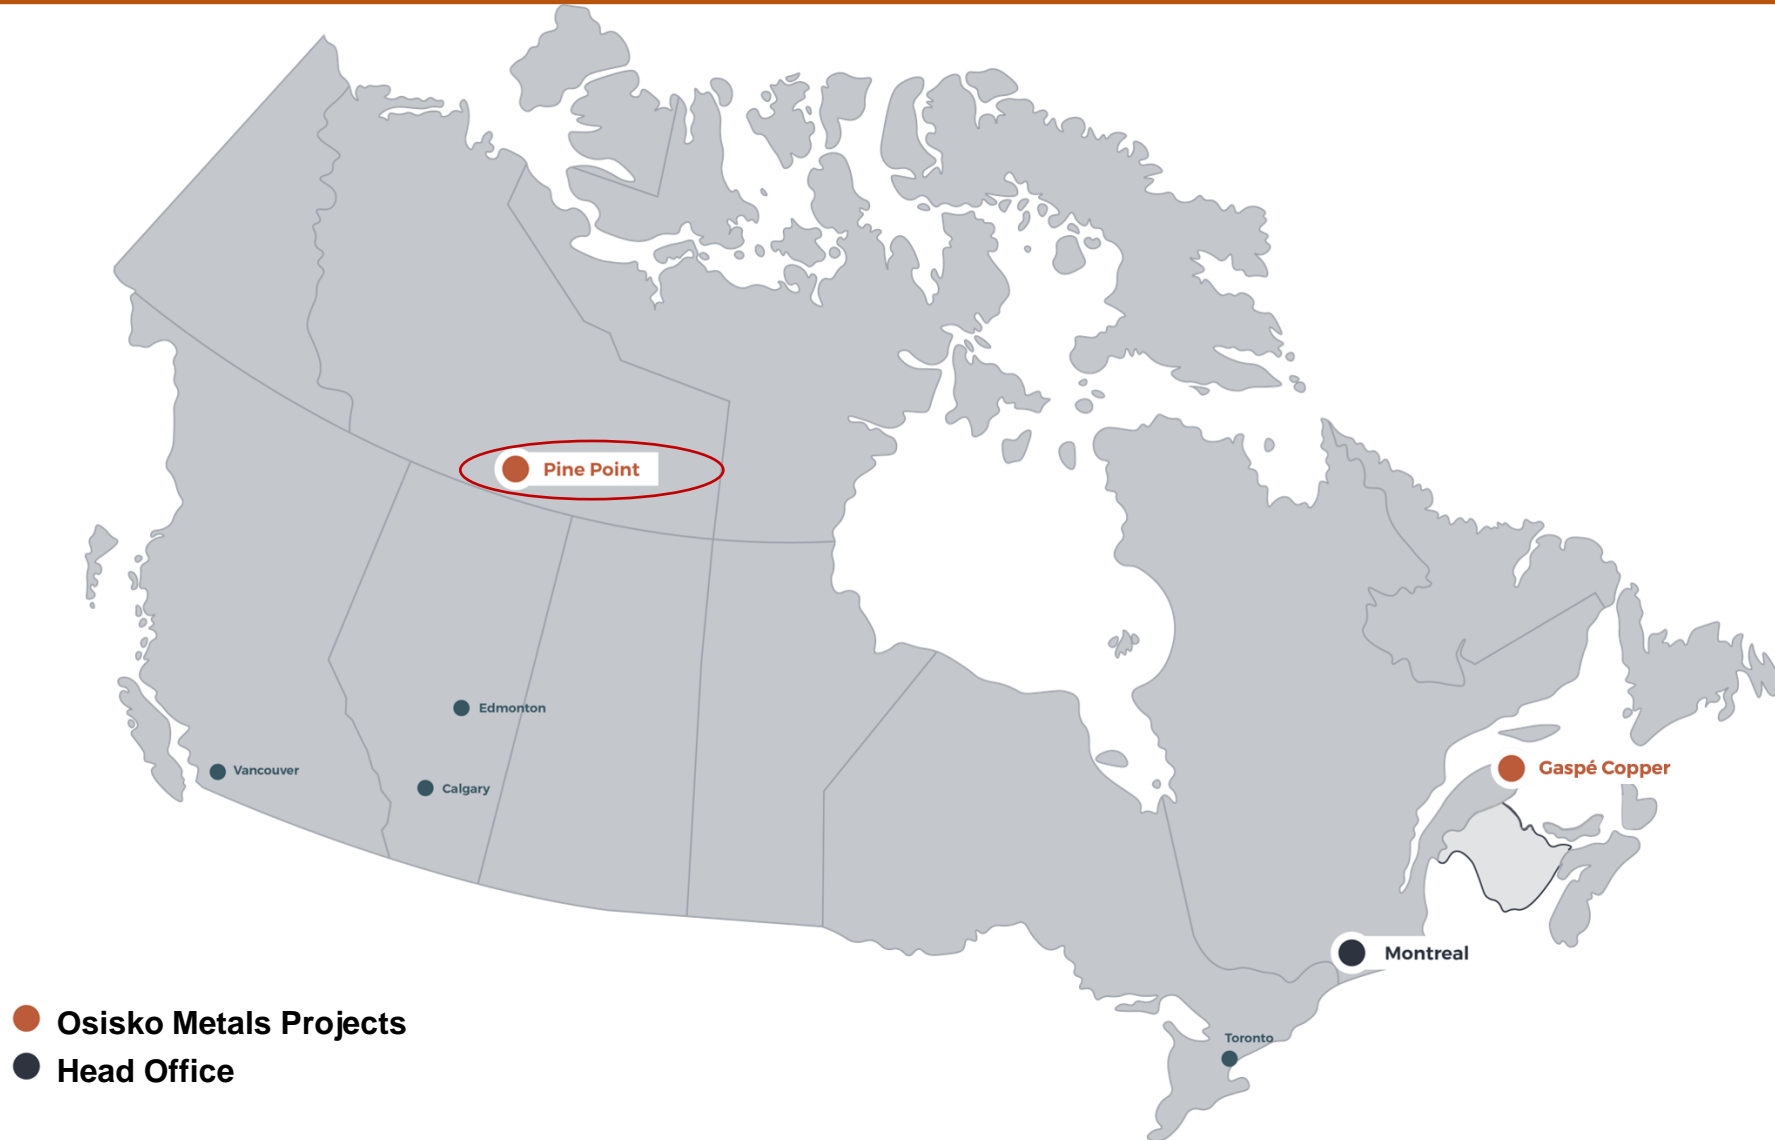 Pine Point
Edmonton
Vancouver
Calgary
Gaspé Copper
Montreal
Toronto
Osisko Metals Projects
Head Office